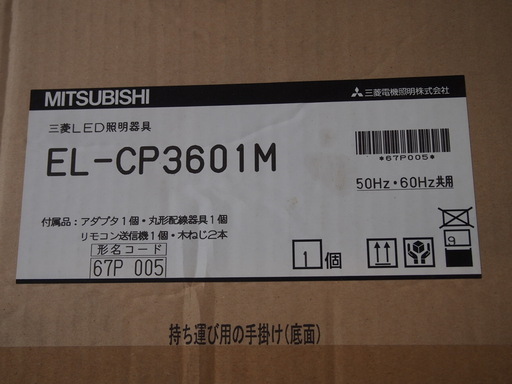 MITSUBISHI
三菱電機照明株式会社
三菱LED照明器具
EL-CP3601M
*67P005*
50Hz・60Hz共用
付属品:アダプタ1個・丸形配線器具1個
リモコン送信機1個・木ねじ2本
形名コード
67P 005
1個
9
持ち運び用の手掛け(底面)